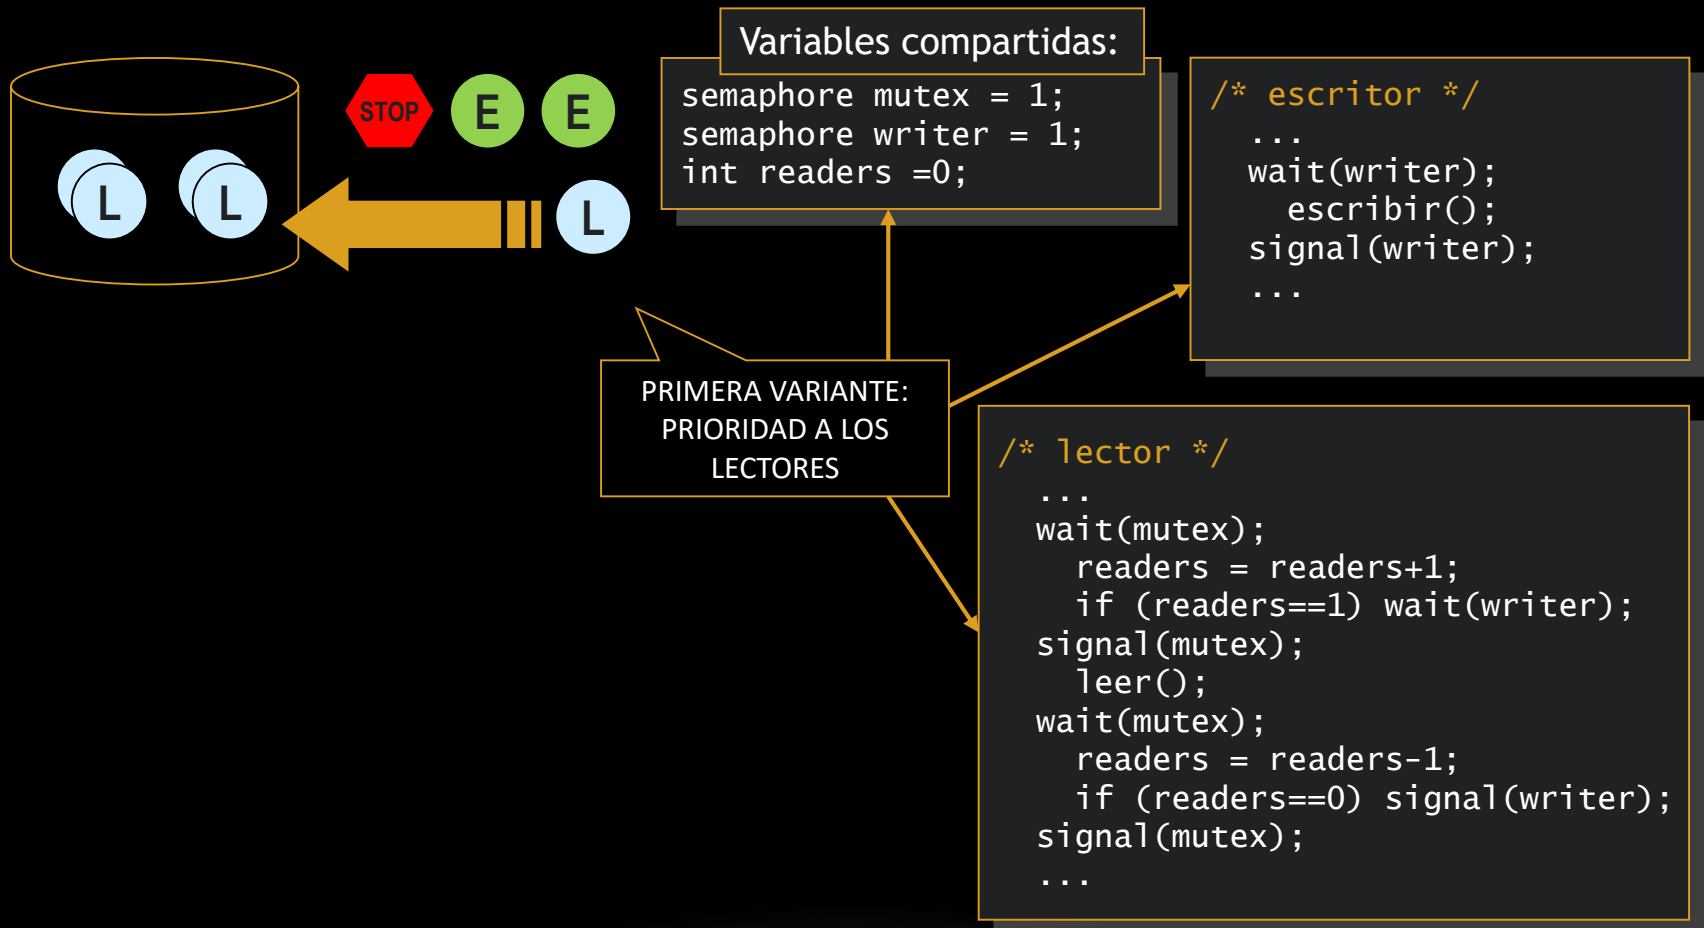 STOP
E
E
L
L
L
Variables compartidas:
semaphore mutex = 1;
semaphore writer = 1;
int readers =0;
/* escritor */
...
wait(writer);
escribir();
signal(writer);
...
PRIMERA VARIANTE:
PRIORIDAD A LOS
LECTORES
/* lector */
...
wait(mutex);
readers = readers+1;
if (readers==1) wait(writer);
signal(mutex);
leer();
wait(mutex);
readers = readers-1;
if (readers==0) signal(writer);
signal(mutex);
...